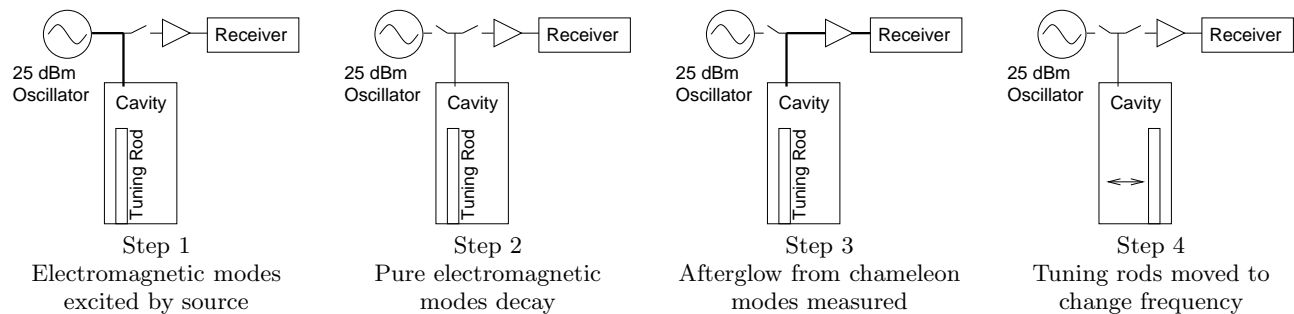 Receiver
25 dBm
Oscillator
Cavity
Tuning Rod
Step 1
Electromagnetic modes
excited by source
Receiver
25 dBm
Oscillator
Cavity
Tuning Rod
Step 2
Pure electromagnetic
modes decay
Receiver
25 dBm
Oscillator
Cavity
Tuning Rod
Step 3
Afterglow from chameleon
modes measured
Receiver
25 dBm
Oscillator
Cavity
Step 4
Tuning rods moved to
change frequency